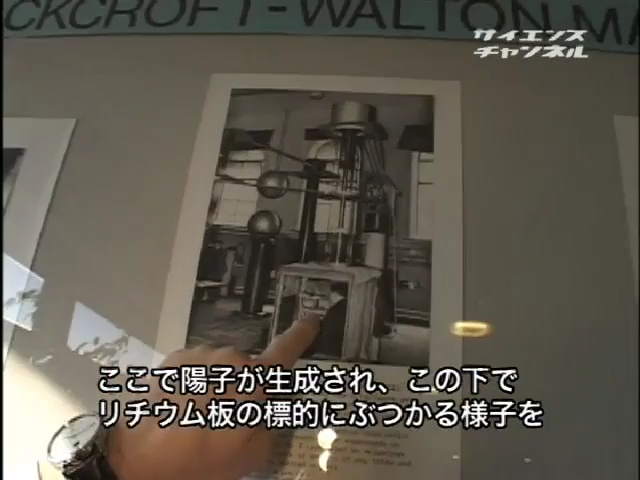 CKCROFT-WALTON MA
サイエンス
チャンネル
ここで陽子が生成され、この下で
リチウム板の標的にぶつかる様子を